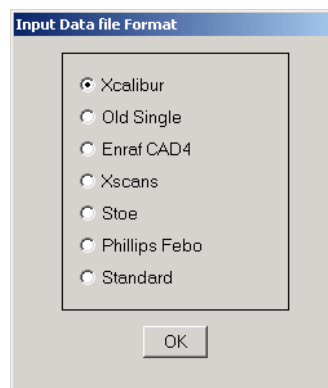 Input Data file Format
Xcalibur
Old Single
Enraf CAD4
Xscans
Stoe
Phillips Febo
Standard
OK